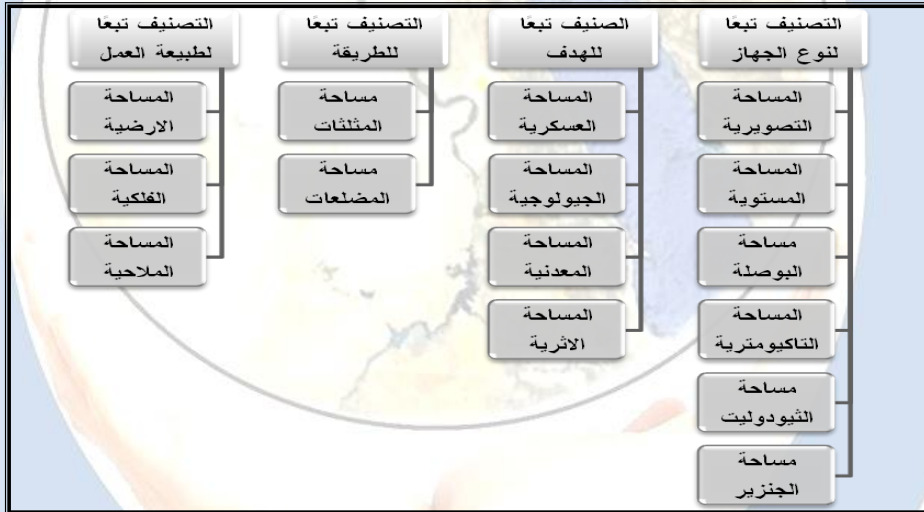 التصنيف تبعًا
لنوع الجهاز
المساحة
التصويرية
المساحة
المستوية
مساحة
البوصلة
المساحة
التاكيومترية
مساحة
الثيودوليت
مساحة
الجنزير
الصنيف تبعًا
للهدف
المساحة
العسكرية
المساحة
الجيولوجية
المساحة
المعدنية
المساحة
الاثرية
التصنيف تبعًا
للطريقة
مساحة
المثلثات
مساحة
المضلعات
التصنيف تبعًا
لطبيعة العمل
المساحة
الارضية
المساحة
الفلكية
المساحة
الملاحية